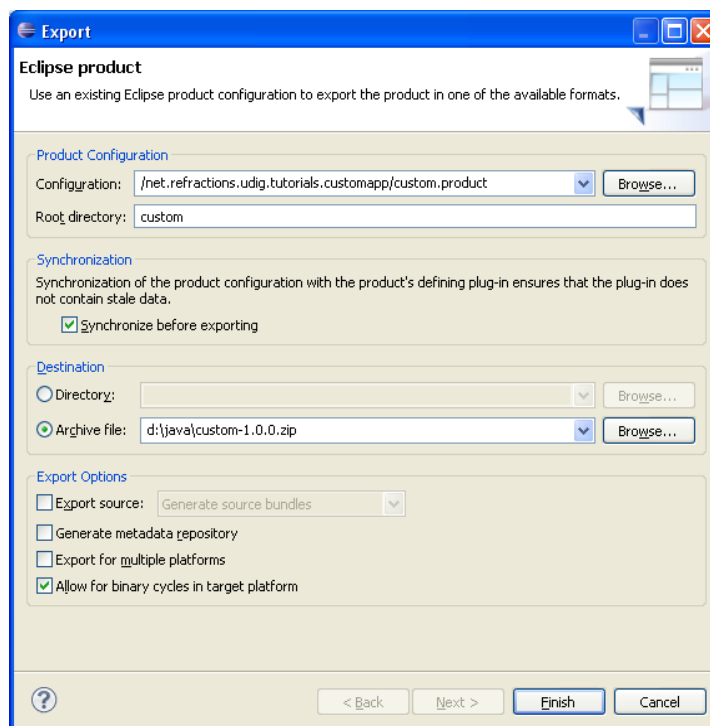 Export
Eclipse product
Use an existing Eclipse product configuration to export the product in one of the available formats.
Product Configuration
Configuration: /net.refractions.udig.tutorials.customapp/custom.product Browse...
Root directory: custom
Synchronization
Synchronization of the product configuration with the product's defining plug-in ensures that the plug-in does
not contain stale data.
Synchronize before exporting
Destination
Directory: Browse...
Archive file: d:\java\custom-1.0.0.zip Browse...
Export Options
Export source: Generate source bundles
Generate metadata repository
Export for multiple platforms
Allow for binary cycles in target platform
? < Back Next > Finish Cancel